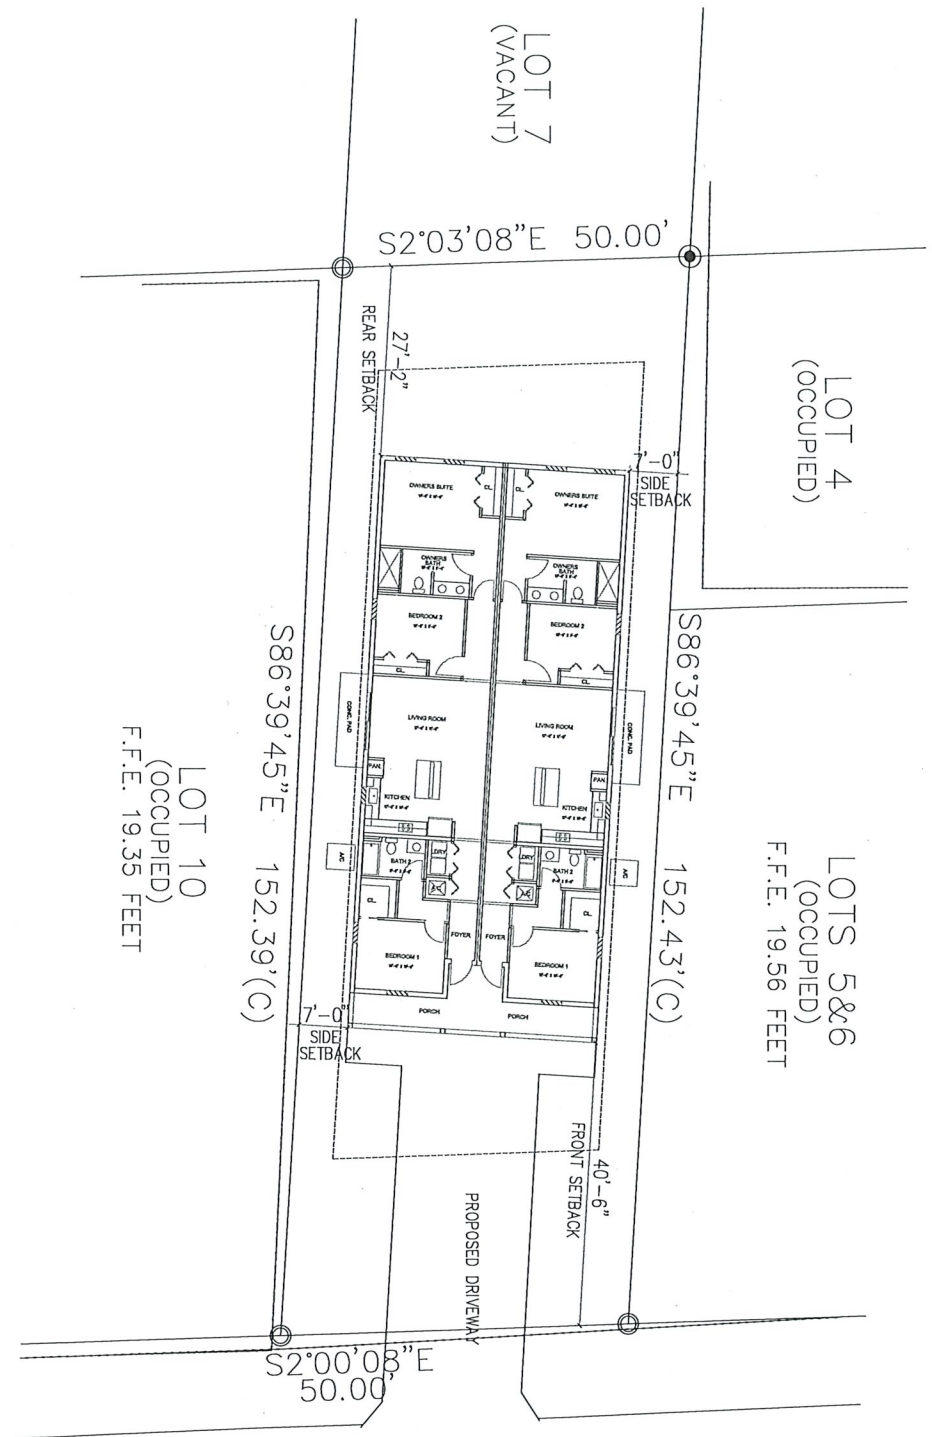 LOT 7
(VACANT)
S2°03'08"E 50.00'
REAR SETBACK
27'-2"
LOT 4
(OCCUPIED)
7'-0"
SIDE
SETBACK
OWNERS SUITE
CL
CL
OWNERS SUITE
OWNERS
BATH
OWNERS
BATH
BEDROOM 2
BEDROOM 2
CL
CL
S86°39'45"E 152.39'(C)
S86°39'45"E 152.43'(C)
CONC. PAD
LIVING ROOM
LIVING ROOM
CONC. PAD
PAN.
PAN.
KITCHEN
KITCHEN
LOT 10
(OCCUPIED)
F.F.E. 19.35 FEET
LOTS 5&6
(OCCUPIED)
F.F.E. 19.56 FEET
A/C
BATH 2
LDRY
LDRY
BATH 2
A/C
CL
CL
FOYER
FOYER
BEDROOM 1
BEDROOM 1
PORCH
PORCH
7'-0"
SIDE
SETBACK
FRONT SETBACK
40'-6"
PROPOSED DRIVEWAY
S2°00'08"E
50.00'